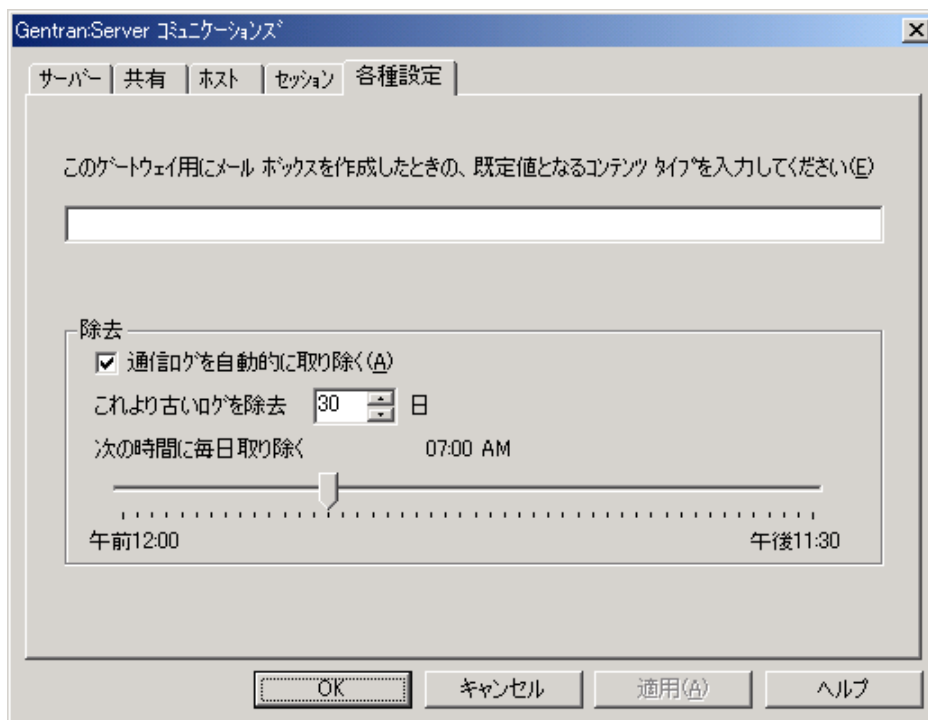 Gentran:Server ｺﾐｭﾆｹｰｼｮﾝｽﾞ
ｻｰﾊﾞｰ 共有 ﾎｽﾄ ｾｯｼｮﾝ 各種設定
このｹﾞｰﾄｳｪｲ用にﾒｰﾙ ﾎﾞｯｸｽを作成したときの、既定値となるｺﾝﾃﾝﾂ ﾀｲﾌﾟを入力してください(E)
除去
通信ﾛｸﾞを自動的に取り除く(A)
これより古いﾛｸﾞを除去 30 日
次の時間に毎日取り除く 07:00 AM
午前12:00 午後11:30
OK ｷｬﾝｾﾙ 適用(A) ヘルプ